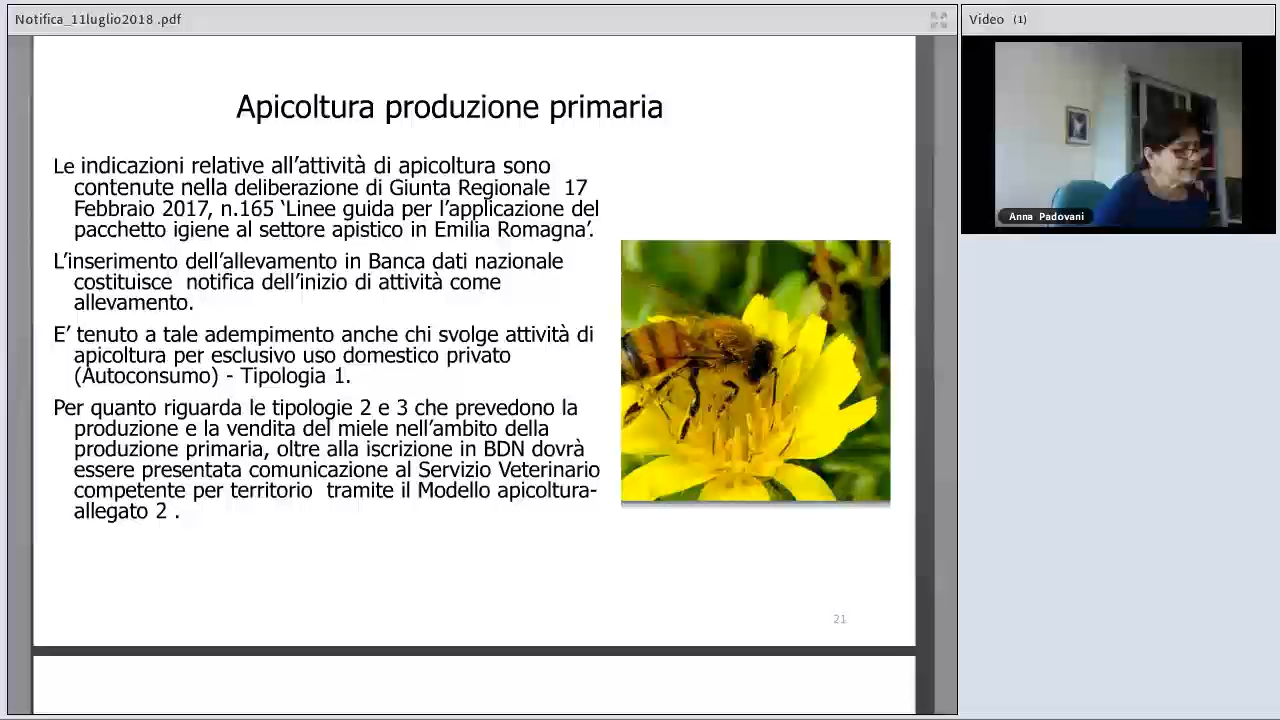 Notifica_11luglio2018 .pdf
Video (1)
Anna Padovani
Apicoltura produzione primaria
Le indicazioni relative all’attività di apicoltura sono
contenute nella deliberazione di Giunta Regionale 17
Febbraio 2017, n.165 ‘Linee guida per l’applicazione del
pacchetto igiene al settore apistico in Emilia Romagna’.
L’inserimento dell’allevamento in Banca dati nazionale
costituisce notifica dell’inizio di attività come
allevamento.
E’ tenuto a tale adempimento anche chi svolge attività di
apicoltura per esclusivo uso domestico privato
(Autoconsumo) - Tipologia 1.
Per quanto riguarda le tipologie 2 e 3 che prevedono la
produzione e la vendita del miele nell’ambito della
produzione primaria, oltre alla iscrizione in BDN dovrà
essere presentata comunicazione al Servizio Veterinario
competente per territorio tramite il Modello apicoltura-
allegato 2 .
21